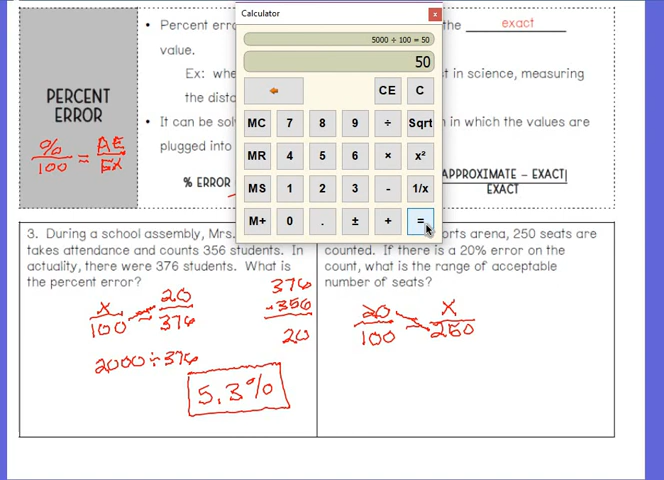 Calculator
x
5000 ÷ 100 = 50
50
CE
C
MC 7 8 9 ÷ Sqrt
MR 4 5 6 × x²
MS 1 2 3 - 1/x
M+ 0 . ± + =
PERCENT
ERROR
%/100 = AE/EX
• Percent erro
the exact
value.
Ex: whe
st in science, measuring
the dista
• It can be sol
n in which the values are
plugged into
% ERROR
APPROXIMATE − EXACT|
EXACT
3. During a school assembly, Mrs.
takes attendance and counts 356 students. In
actuality, there were 376 students. What is
the percent error?
x/100 = 20/376
376
-356
20
2000 ÷ 376
5.3%
orts arena, 250 seats are
counted. If there is a 20% error on the
count, what is the range of acceptable
number of seats?
20/100 = x/250